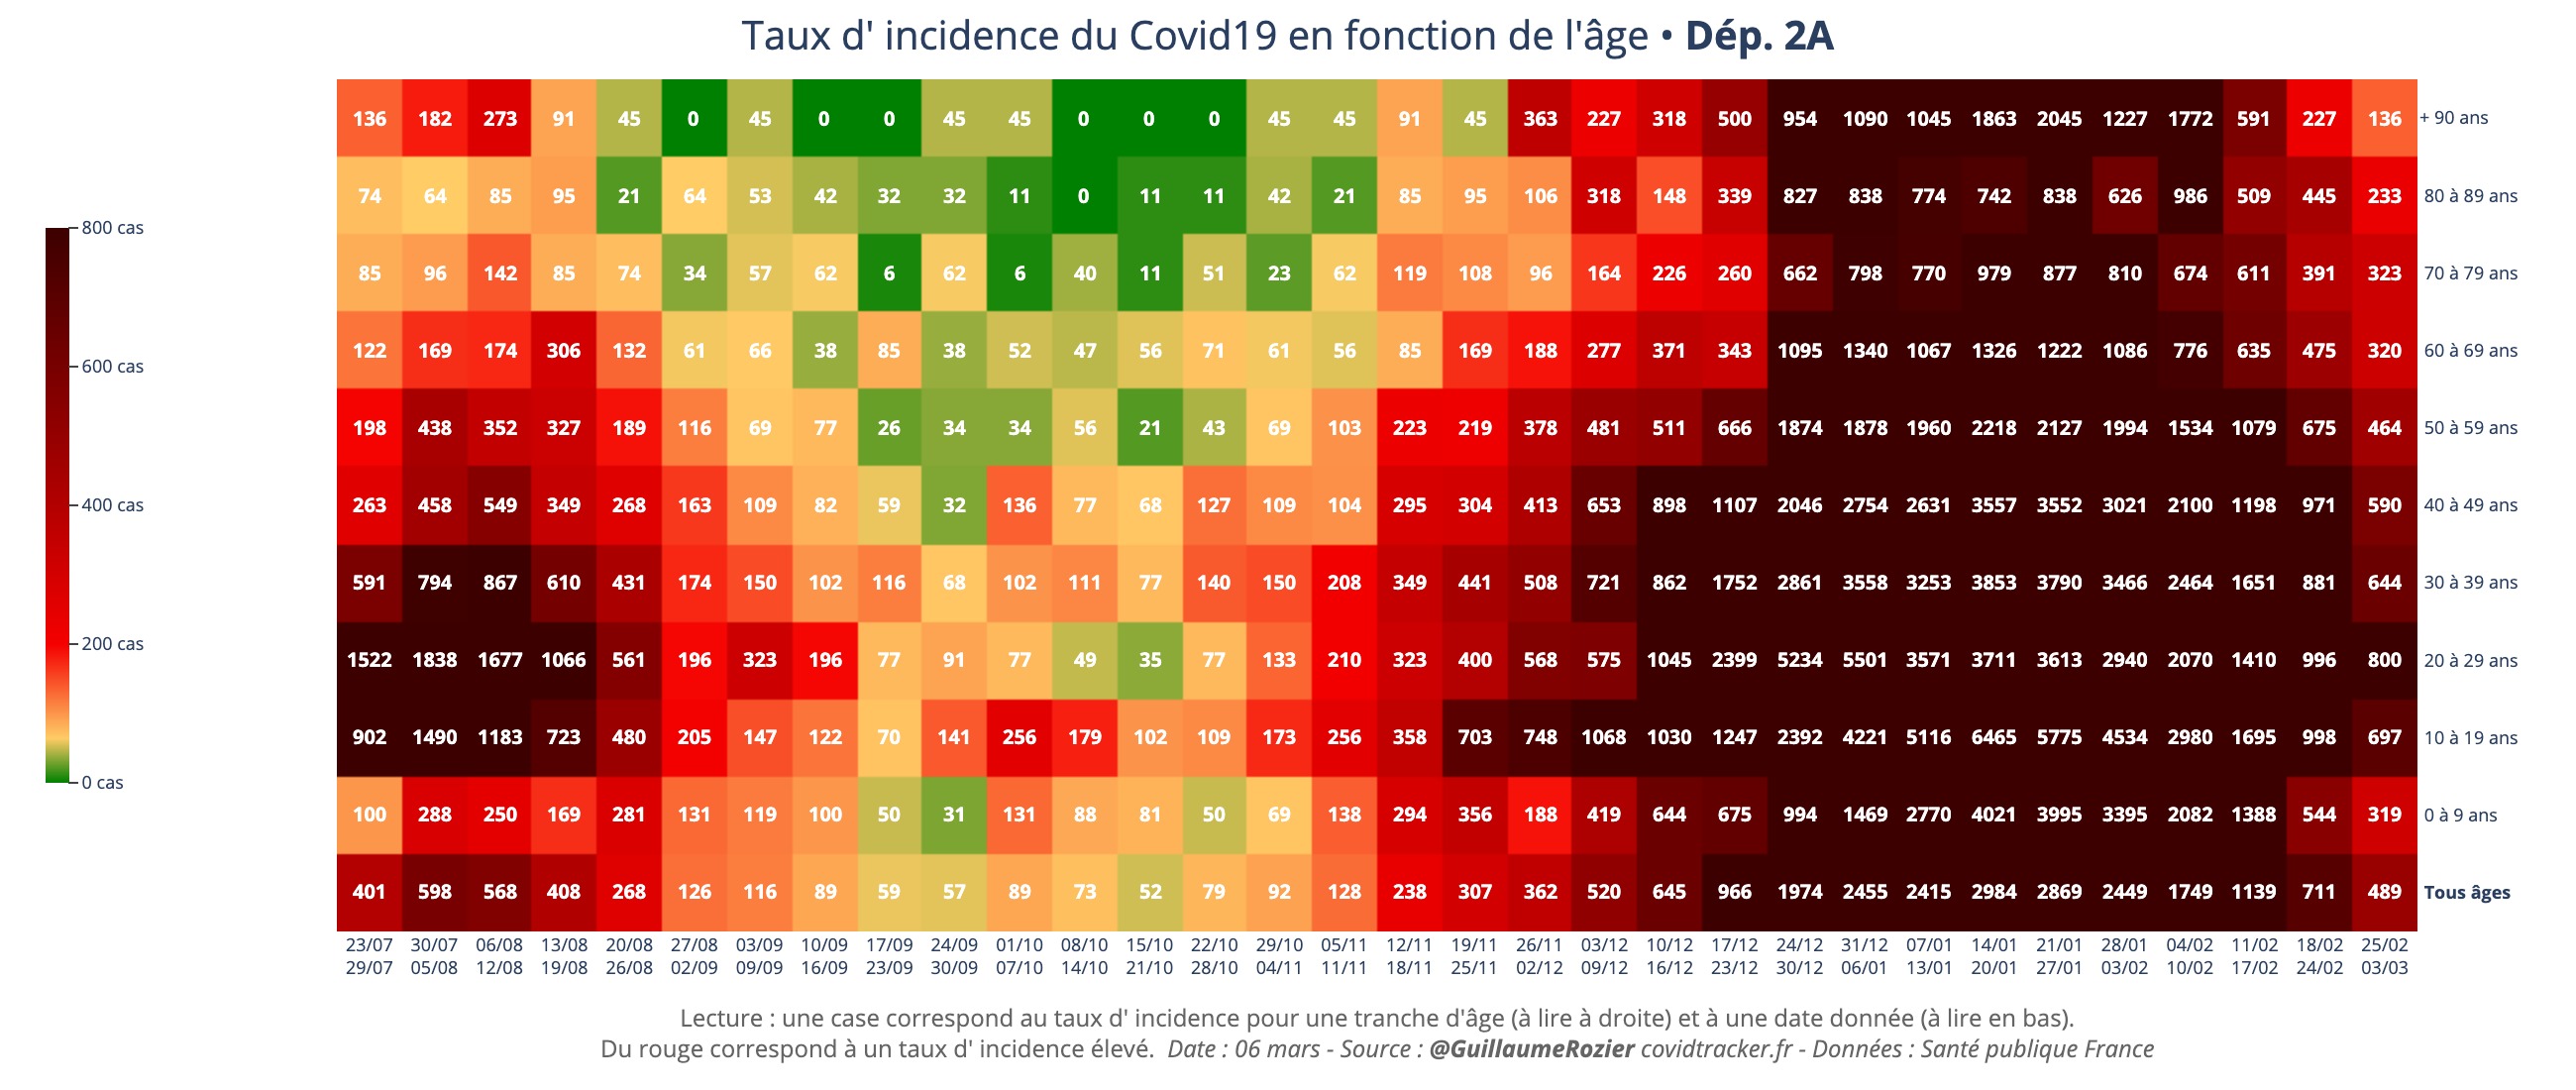 Taux d' incidence du Covid19 en fonction de l'âge • Dép. 2A
136 182 273 91 45 0 45 0 0 45 45 0 0 0 45 45 91 45 363 227 318 500 954 1090 1045 1863 2045 1227 1772 591 227 136 + 90 ans
74 64 85 95 21 64 53 42 32 32 11 0 11 11 42 21 85 95 106 318 148 339 827 838 774 742 838 626 986 509 445 233 80 à 89 ans
85 96 142 85 74 34 57 62 6 62 6 40 11 51 23 62 119 108 96 164 226 260 662 798 770 979 877 810 674 611 391 323 70 à 79 ans
122 169 174 306 132 61 66 38 85 38 52 47 56 71 61 56 85 169 188 277 371 343 1095 1340 1067 1326 1222 1086 776 635 475 320 60 à 69 ans
198 438 352 327 189 116 69 77 26 34 34 56 21 43 69 103 223 219 378 481 511 666 1874 1878 1960 2218 2127 1994 1534 1079 675 464 50 à 59 ans
263 458 549 349 268 163 109 82 59 32 136 77 68 127 109 104 295 304 413 653 898 1107 2046 2754 2631 3557 3552 3021 2100 1198 971 590 40 à 49 ans
591 794 867 610 431 174 150 102 116 68 102 111 77 140 150 208 349 441 508 721 862 1752 2861 3558 3253 3853 3790 3466 2464 1651 881 644 30 à 39 ans
1522 1838 1677 1066 561 196 323 196 77 91 77 49 35 77 133 210 323 400 568 575 1045 2399 5234 5501 3571 3711 3613 2940 2070 1410 996 800 20 à 29 ans
902 1490 1183 723 480 205 147 122 70 141 256 179 102 109 173 256 358 703 748 1068 1030 1247 2392 4221 5116 6465 5775 4534 2980 1695 998 697 10 à 19 ans
100 288 250 169 281 131 119 100 50 31 131 88 81 50 69 138 294 356 188 419 644 675 994 1469 2770 4021 3995 3395 2082 1388 544 319 0 à 9 ans
401 598 568 408 268 126 116 89 59 57 89 73 52 79 92 128 238 307 362 520 645 966 1974 2455 2415 2984 2869 2449 1749 1139 711 489 Tous âges
23/07 30/07 06/08 13/08 20/08 27/08 03/09 10/09 17/09 24/09 01/10 08/10 15/10 22/10 29/10 05/11 12/11 19/11 26/11 03/12 10/12 17/12 24/12 31/12 07/01 14/01 21/01 28/01 04/02 11/02 18/02 25/02
29/07 05/08 12/08 19/08 26/08 02/09 09/09 16/09 23/09 30/09 07/10 14/10 21/10 28/10 04/11 11/11 18/11 25/11 02/12 09/12 16/12 23/12 30/12 06/01 13/01 20/01 27/01 03/02 10/02 17/02 24/02 03/03
800 cas
600 cas
400 cas
200 cas
0 cas
Lecture : une case correspond au taux d' incidence pour une tranche d'âge (à lire à droite) et à une date donnée (à lire en bas).
Du rouge correspond à un taux d' incidence élevé. Date : 06 mars - Source : @GuillaumeRozier covidtracker.fr - Données : Santé publique France